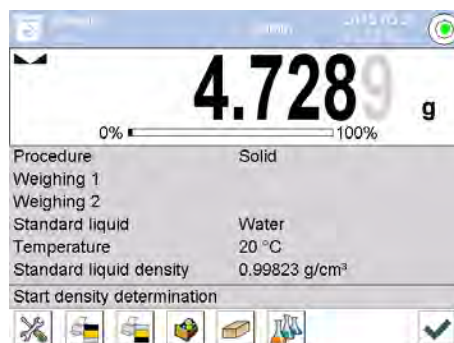 4.7289 g
0% 100%
Procedure Solid
Weighing 1
Weighing 2
Standard liquid Water
Temperature 20 °C
Standard liquid density 0.99823 g/cm³
Start density determination